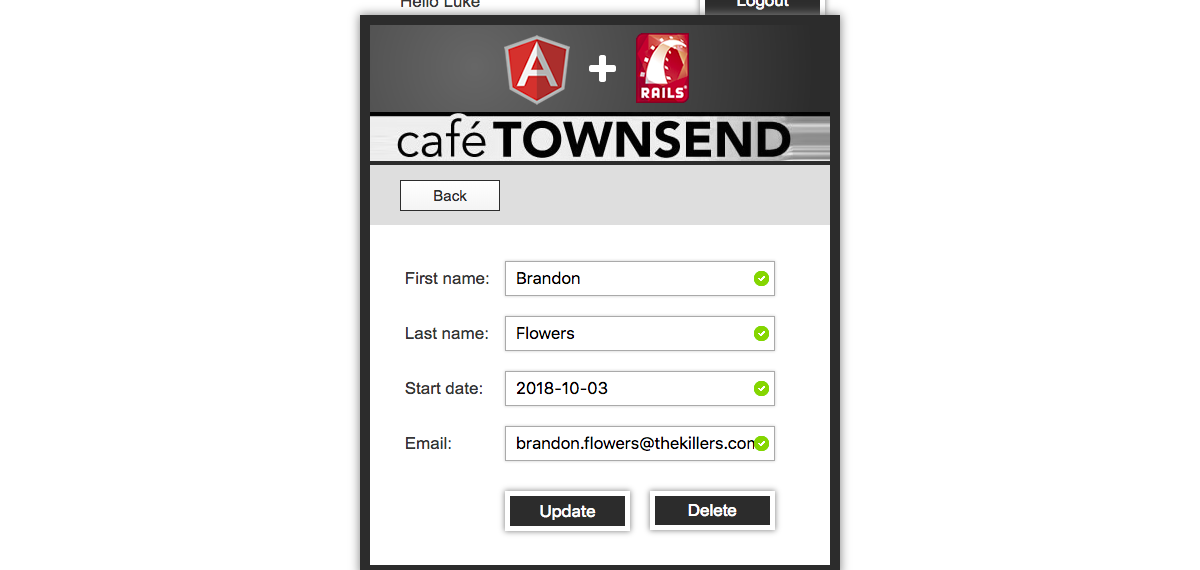 Hello Luke
Logout
A
RAILS
café TOWNSEND
Back
First name: Brandon
Last name: Flowers
Start date: 2018-10-03
Email: brandon.flowers@thekillers.com
Update Delete